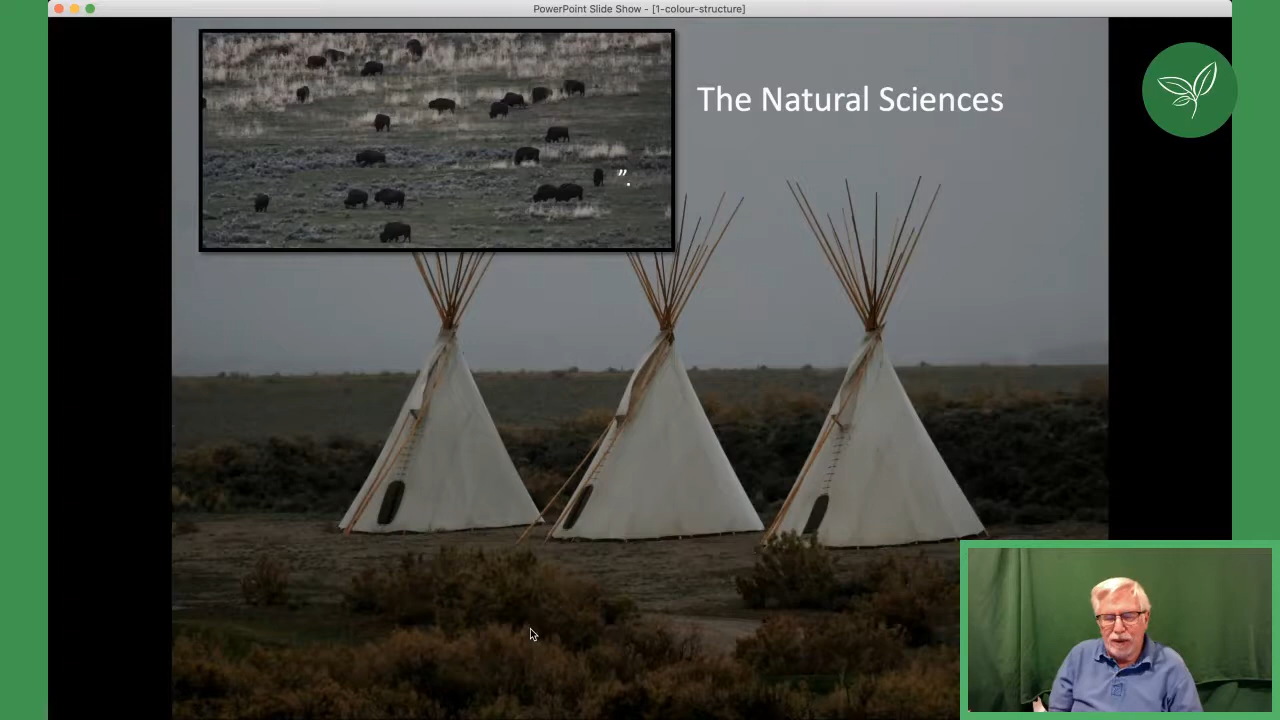 PowerPoint Slide Show - [1-colour-structure]
The Natural Sciences
”.